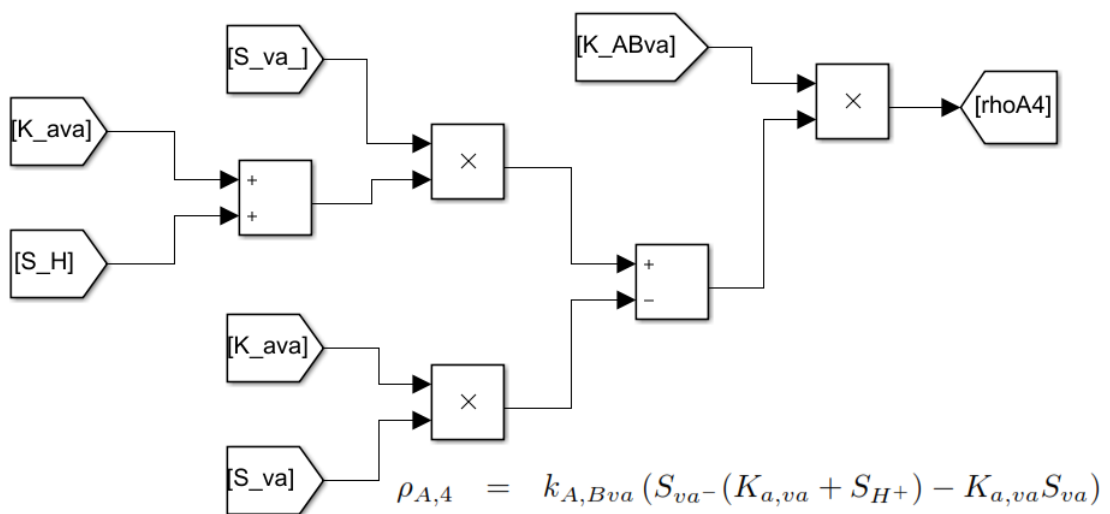 [S_va_]
[K_ABva]
×
[rhoA4]
[K_ava]
+
+
×
[S_H]
+
−
[K_ava]
×
[S_va]
ρ_{A,4} = k_{A,Bva} (S_{va^-}(K_{a,va} + S_{H^+}) − K_{a,va}S_{va})